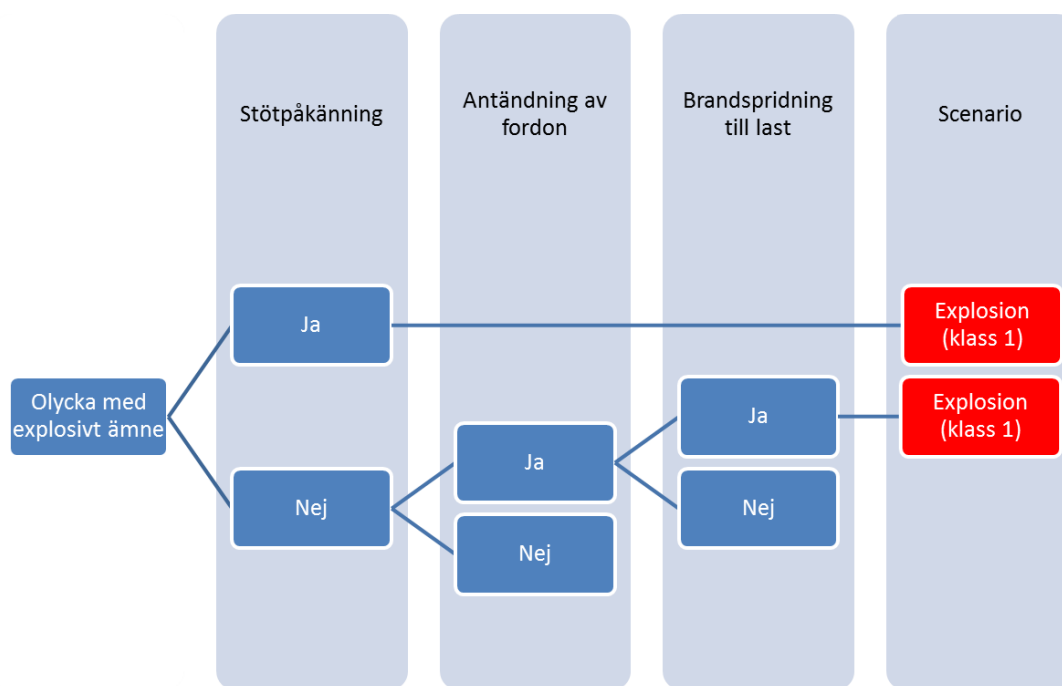 Stötpåkänning
Antändning av
fordon
Brandspridning
till last
Scenario
Ja
Explosion
(klass 1)
Olycka med
explosivt ämne
Ja
Explosion
(klass 1)
Ja
Nej
Nej
Nej